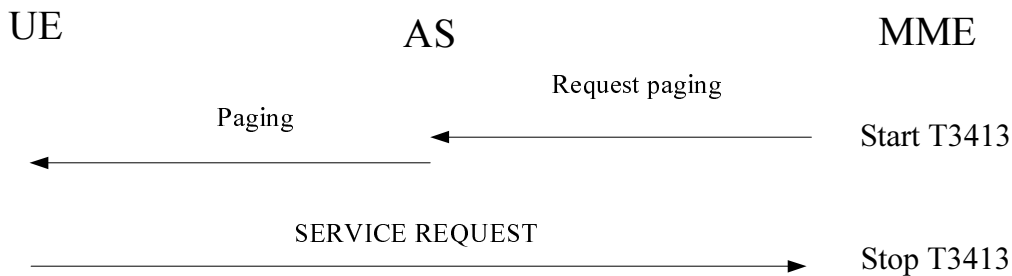 UE
AS
MME
Request paging
Paging
Start T3413
SERVICE REQUEST
Stop T3413